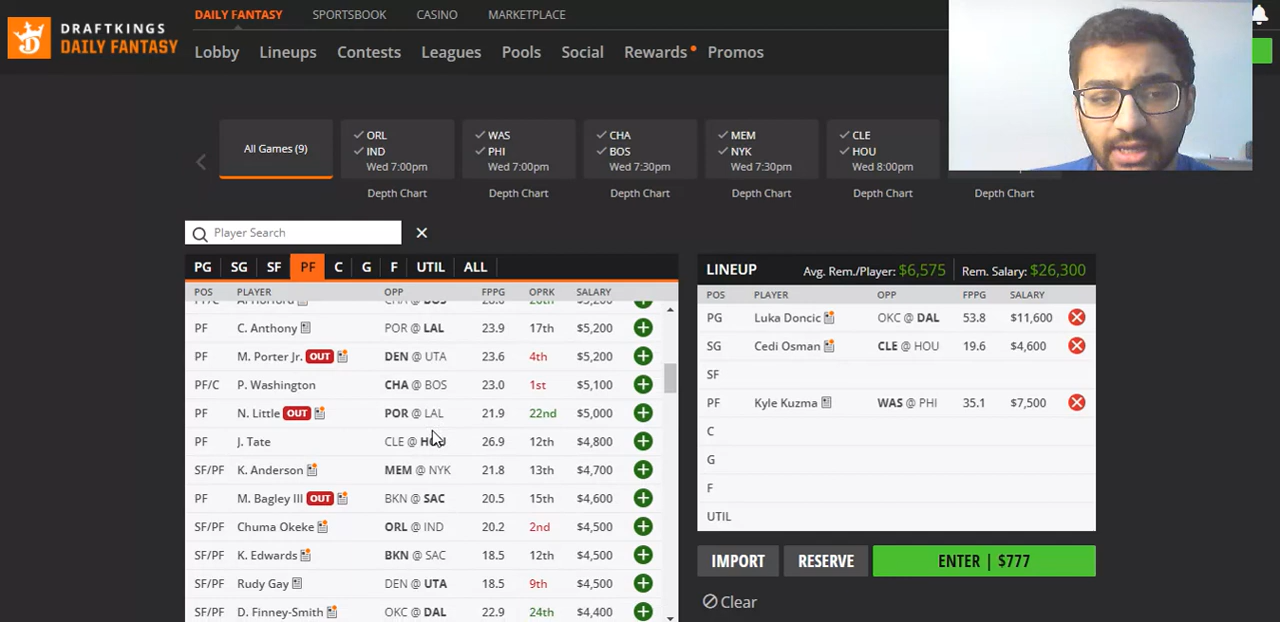 DRAFTKINGS
DAILY FANTASY
DAILY FANTASY SPORTSBOOK CASINO MARKETPLACE
Lobby Lineups Contests Leagues Pools Social Rewards Promos
All Games (9)
ORL
IND
Wed 7:00pm
Depth Chart
WAS
PHI
Wed 7:00pm
Depth Chart
CHA
BOS
Wed 7:30pm
Depth Chart
MEM
NYK
Wed 7:30pm
Depth Chart
CLE
HOU
Wed 8:00pm
Depth Chart
Depth Chart
Player Search
PG SG SF PF C G F UTIL ALL
POS PLAYER OPP FPPG OPRK SALARY
PF C. Anthony POR @ LAL 23.9 17th $5,200
PF M. Porter Jr. OUT DEN @ UTA 23.6 4th $5,200
PF/C P. Washington CHA @ BOS 23.0 1st $5,100
PF N. Little OUT POR @ LAL 21.9 22nd $5,000
PF J. Tate CLE @ HOU 26.9 12th $4,800
SF/PF K. Anderson MEM @ NYK 21.8 13th $4,700
PF M. Bagley III OUT BKN @ SAC 20.5 15th $4,600
SF/PF Chuma Okeke ORL @ IND 20.2 2nd $4,500
SF/PF K. Edwards BKN @ SAC 18.5 12th $4,500
SF/PF Rudy Gay DEN @ UTA 18.5 9th $4,500
SF/PF D. Finney-Smith OKC @ DAL 22.9 24th $4,400
LINEUP Avg. Rem./Player: $6,575 Rem. Salary: $26,300
POS PLAYER OPP FPPG SALARY
PG Luka Doncic OKC @ DAL 53.8 $11,600
SG Cedi Osman CLE @ HOU 19.6 $4,600
SF
PF Kyle Kuzma WAS @ PHI 35.1 $7,500
C
G
F
UTIL
IMPORT RESERVE ENTER | $777
Clear